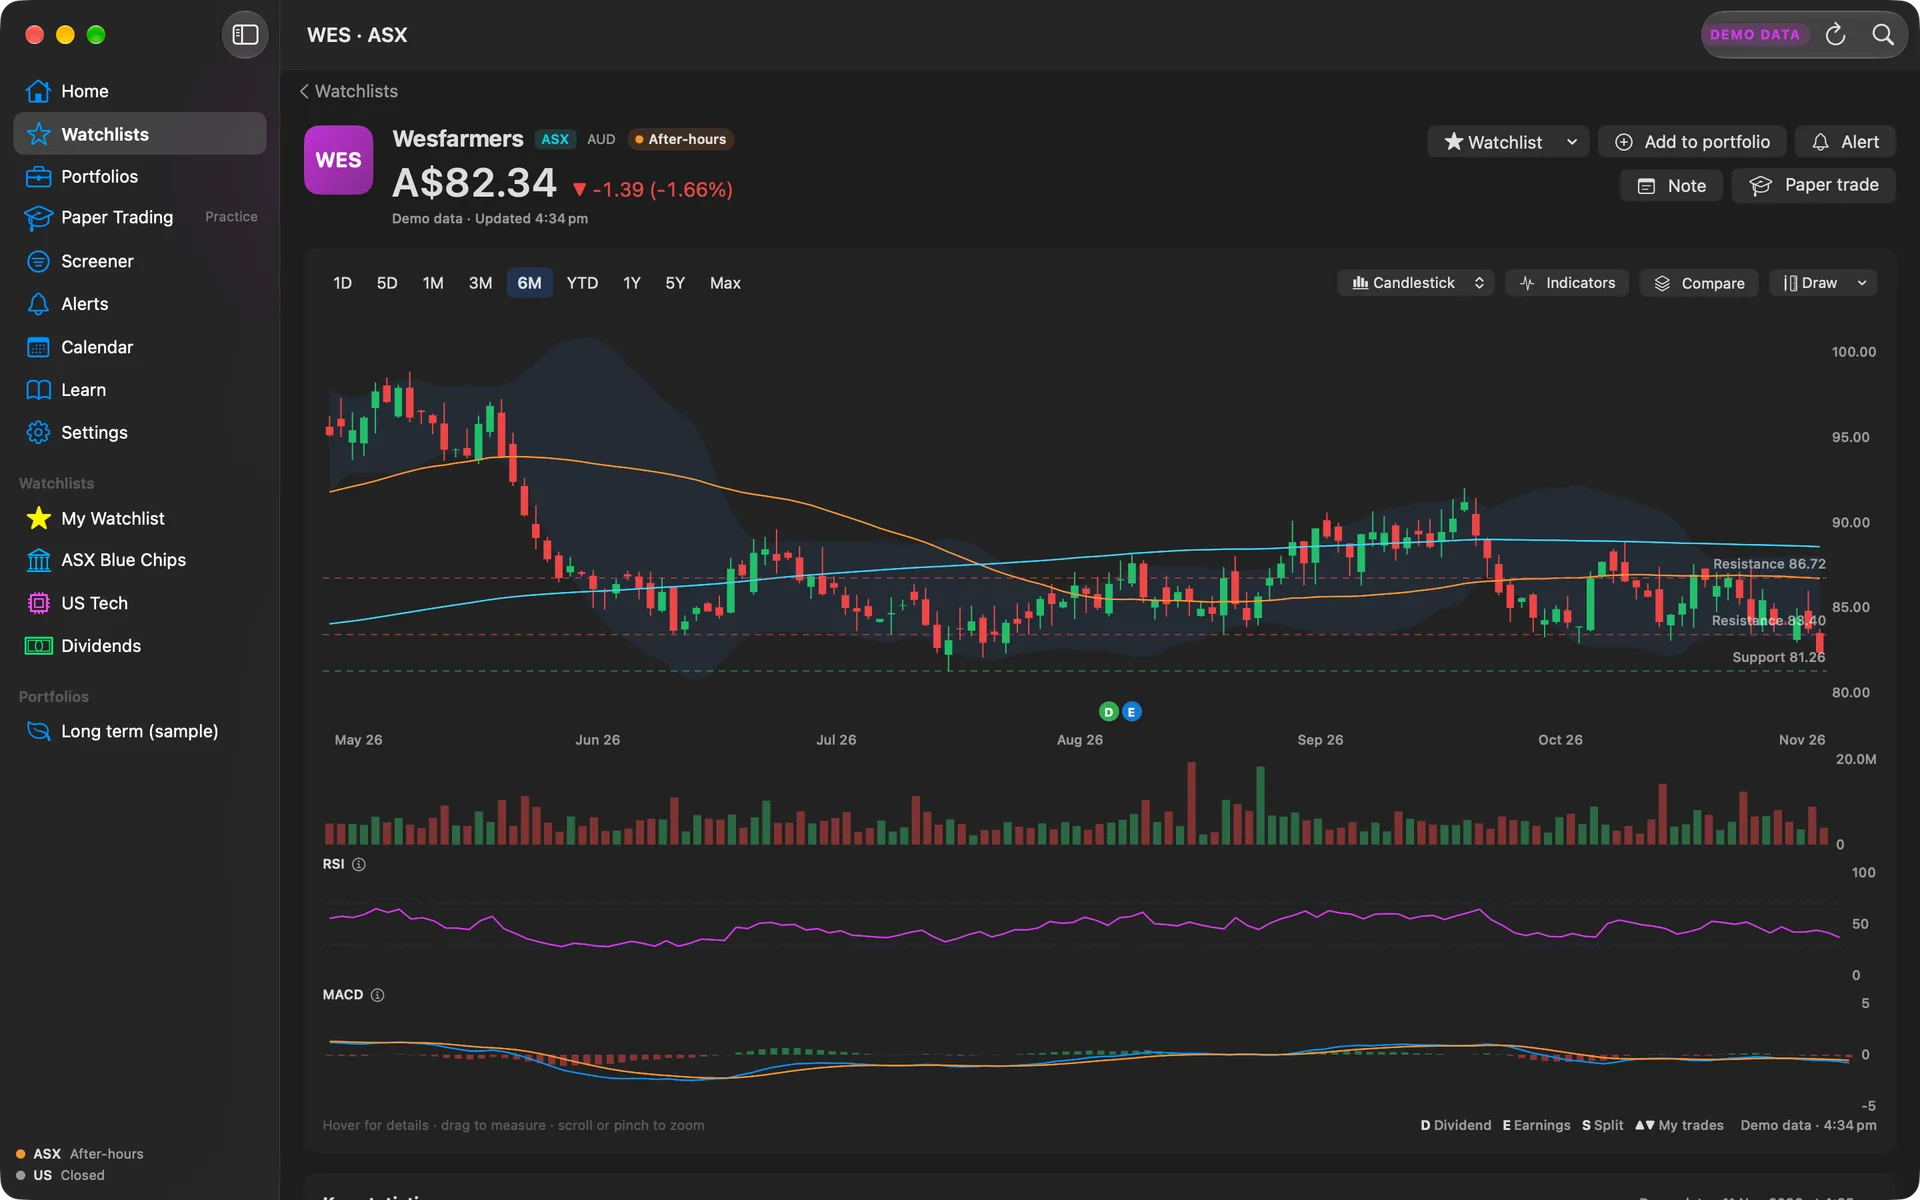 WES · ASX
DEMO DATA
Home
Watchlists
Portfolios
Paper Trading Practice
Screener
Alerts
Calendar
Learn
Settings
Watchlists
My Watchlist
ASX Blue Chips
US Tech
Dividends
Portfolios
Long term (sample)
ASX After-hours
US Closed
Watchlists
WES
Wesfarmers ASX AUD After-hours
A$82.34 ▼ -1.39 (-1.66%)
Demo data · Updated 4:34 pm
Watchlist Add to portfolio Alert
Note Paper trade
1D 5D 1M 3M 6M YTD 1Y 5Y Max
Candlestick Indicators Compare Draw
100.00
95.00
90.00
Resistance 86.72
85.00
Resistance 83.40
Support 81.26
80.00
D E
May 26 Jun 26 Jul 26 Aug 26 Sep 26 Oct 26 Nov 26
20.0M
0
RSI
100
50
0
MACD
5
0
-5
Hover for details · drag to measure · scroll or pinch to zoom
D Dividend E Earnings S Split ▲▼ My trades Demo data · 4:34 pm